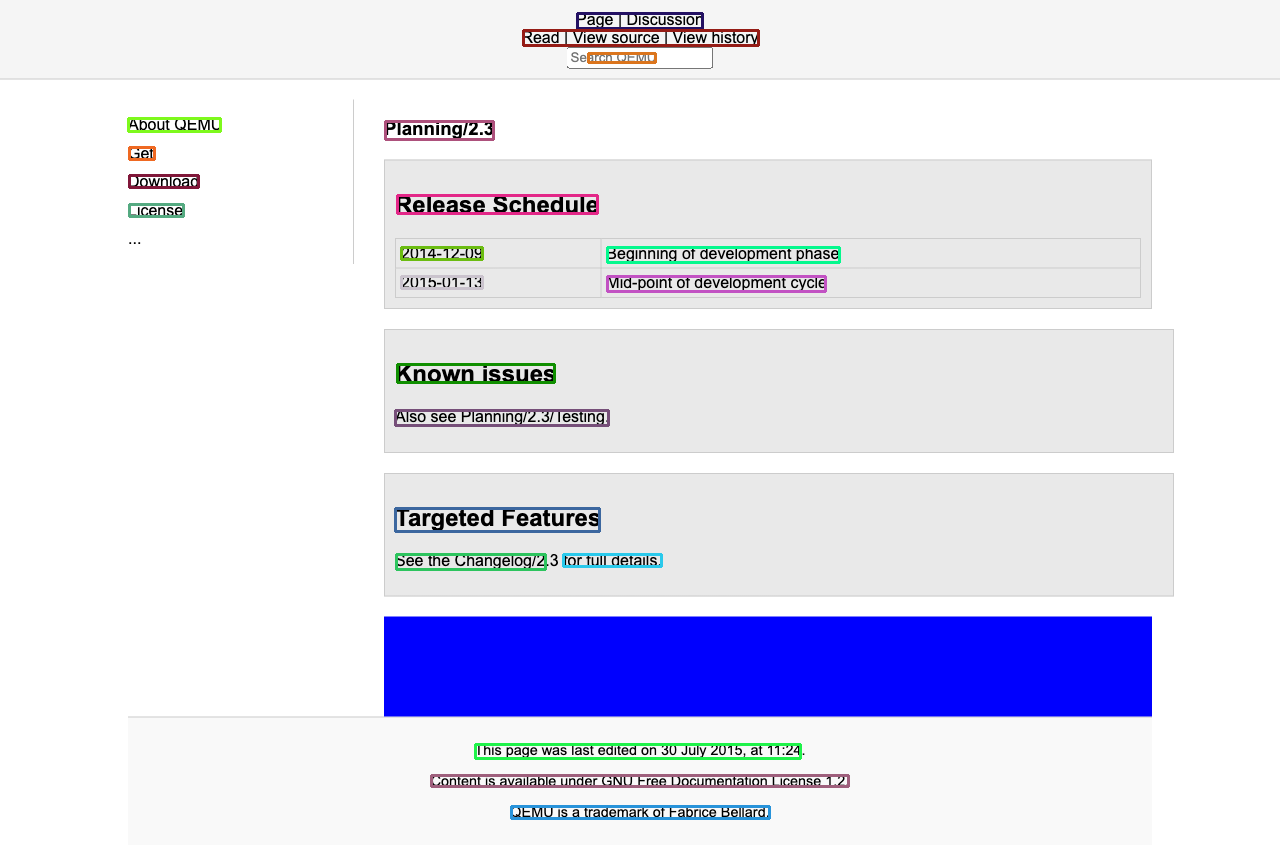 Page | Discussion
Read | View source | View history
Search QEMU
About QEMU
Get
Download
License
...
Planning/2.3
Release Schedule
2014-12-09 Beginning of development phase
2015-01-13 Mid-point of development cycle
Known issues
Also see Planning/2.3/Testing.
Targeted Features
See the Changelog/2.3 for full details.
This page was last edited on 30 July 2015, at 11:24.
Content is available under GNU Free Documentation License 1.2.
QEMU is a trademark of Fabrice Bellard.